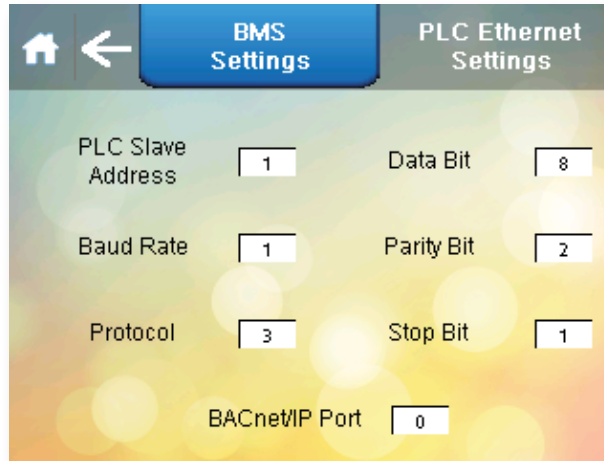 BMS
Settings
PLC Ethernet
Settings
PLC Slave
Address
1
Data Bit
8
Baud Rate
1
Parity Bit
2
Protocol
3
Stop Bit
1
BACnet/IP Port
0